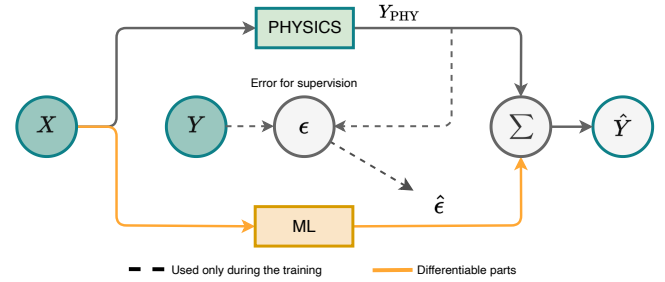 PHYSICS
Y_PHY
Error for supervision
X
Y
ϵ
∑
Ŷ
ϵ̂
ML
Used only during the training
Differentiable parts